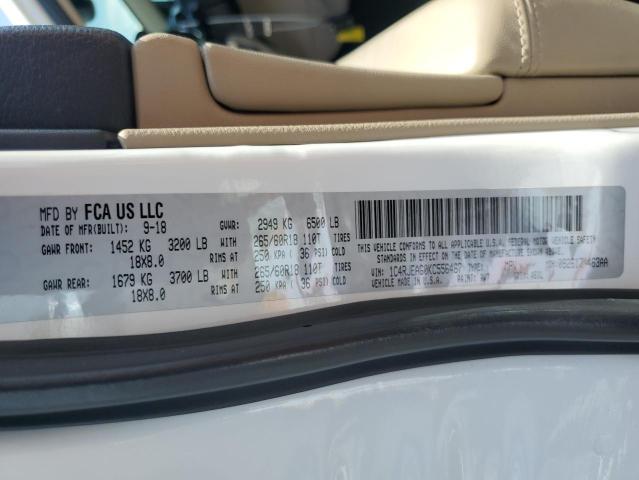 MFD BY FCA US LLC
DATE OF MFR(BUILT): 9-18 GVWR: 2949 KG 6500 LB
GAWR FRONT: 1452 KG 3200 LB WITH 265/60R18 110T TIRES
18X8.0 RIMS AT 250 KPA ( 36 PSI) COLD
GAWR REAR: 1679 KG 3700 LB WITH 265/60R18 110T TIRES
18X8.0 RIMS AT 250 KPA ( 36 PSI) COLD
THIS VEHICLE CONFORMS TO ALL APPLICABLE U.S.A. FEDERAL MOTOR VEHICLE SAFETY
STANDARDS IN EFFECT ON THE DATE OF MANUFACTURE SHOWN ABOVE.
VIN: TYPE:
VEHICLE MADE IN U.S.A. PAINT: